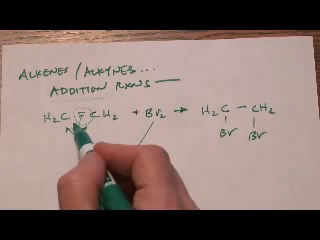 ALKENES / ALKYNES ...
ADDITION RXNS
H₂C = CH₂ + Br₂ → H₂C - CH₂
Br Br